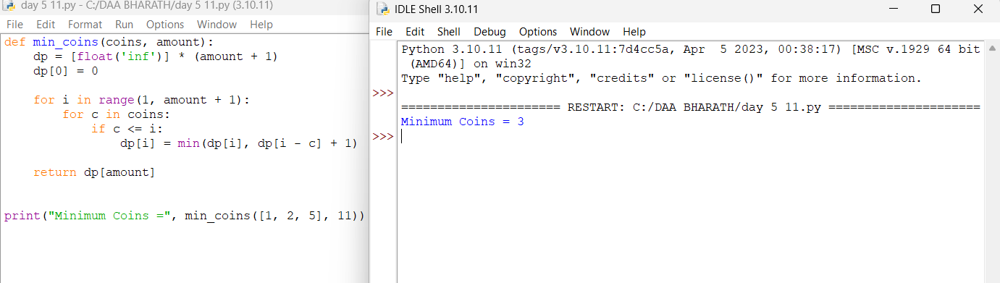 day 5 11.py - C:/DAA BHARATH/day 5 11.py (3.10.11)
File Edit Format Run Options Window Help
def min_coins(coins, amount):
    dp = [float('inf')] * (amount + 1)
    dp[0] = 0
    for i in range(1, amount + 1):
        for c in coins:
            if c <= i:
                dp[i] = min(dp[i], dp[i - c] + 1)
    return dp[amount]
print("Minimum Coins =", min_coins([1, 2, 5], 11))
IDLE Shell 3.10.11
File Edit Shell Debug Options Window Help
Python 3.10.11 (tags/v3.10.11:7d4cc5a, Apr  5 2023, 00:38:17) [MSC v.1929 64 bit
 (AMD64)] on win32
Type "help", "copyright", "credits" or "license()" for more information.
>>>
====================== RESTART: C:/DAA BHARATH/day 5 11.py =====================
Minimum Coins = 3
>>>